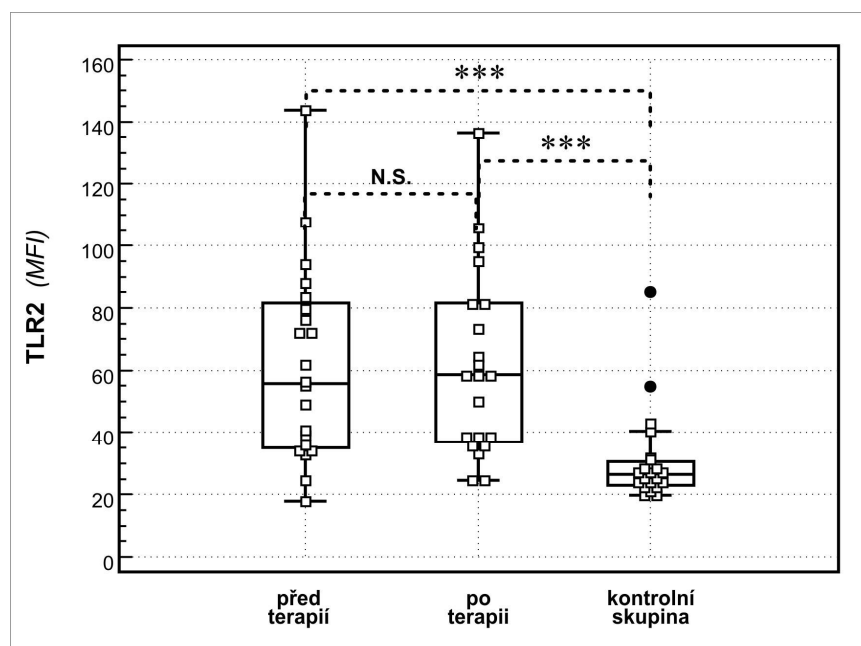 160
140
120
100
80
60
40
20
0
TLR2 (MFI)
***
***
N.S.
před
terapií
po
terapii
kontrolní
skupina